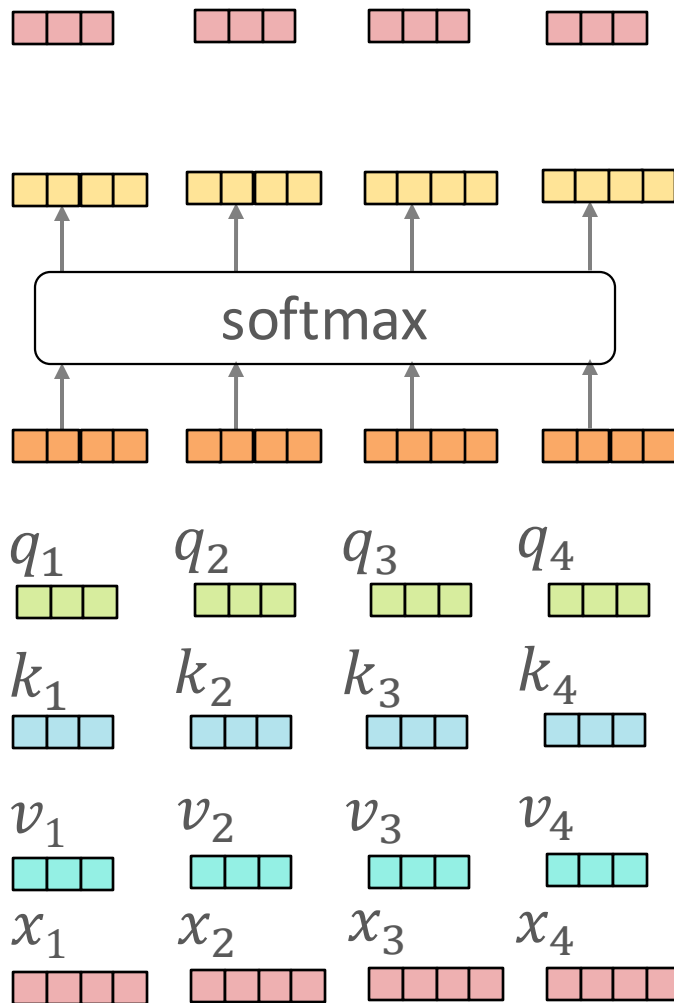 softmax
q₁ q₂ q₃ q₄
k₁ k₂ k₃ k₄
v₁ v₂ v₃ v₄
x₁ x₂ x₃ x₄